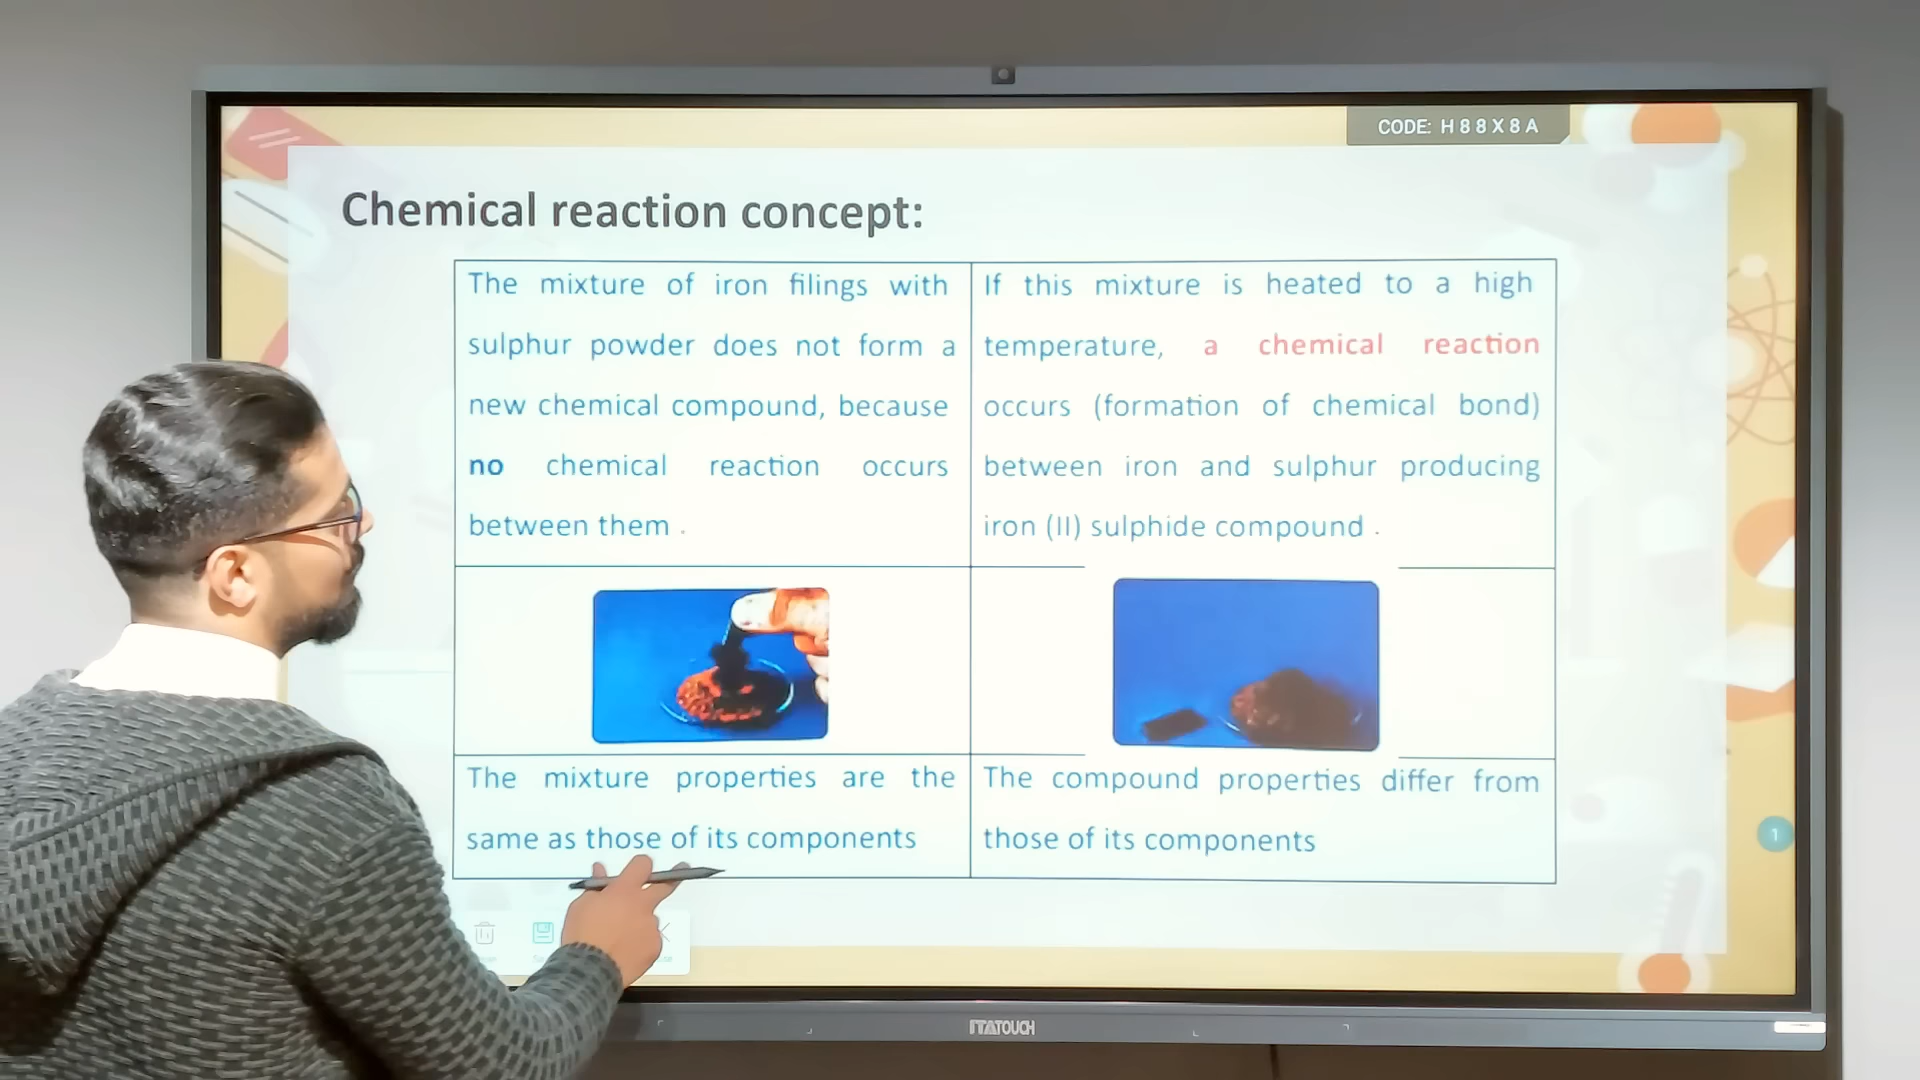 CODE: H88X8A
Chemical reaction concept:
The mixture of iron filings with
sulphur powder does not form a
new chemical compound, because
no chemical reaction occurs
between them .
If this mixture is heated to a high
temperature, a chemical reaction
occurs (formation of chemical bond)
between iron and sulphur producing
iron (II) sulphide compound .
The mixture properties are the
same as those of its components
The compound properties differ from
those of its components
1
ITATOUCH